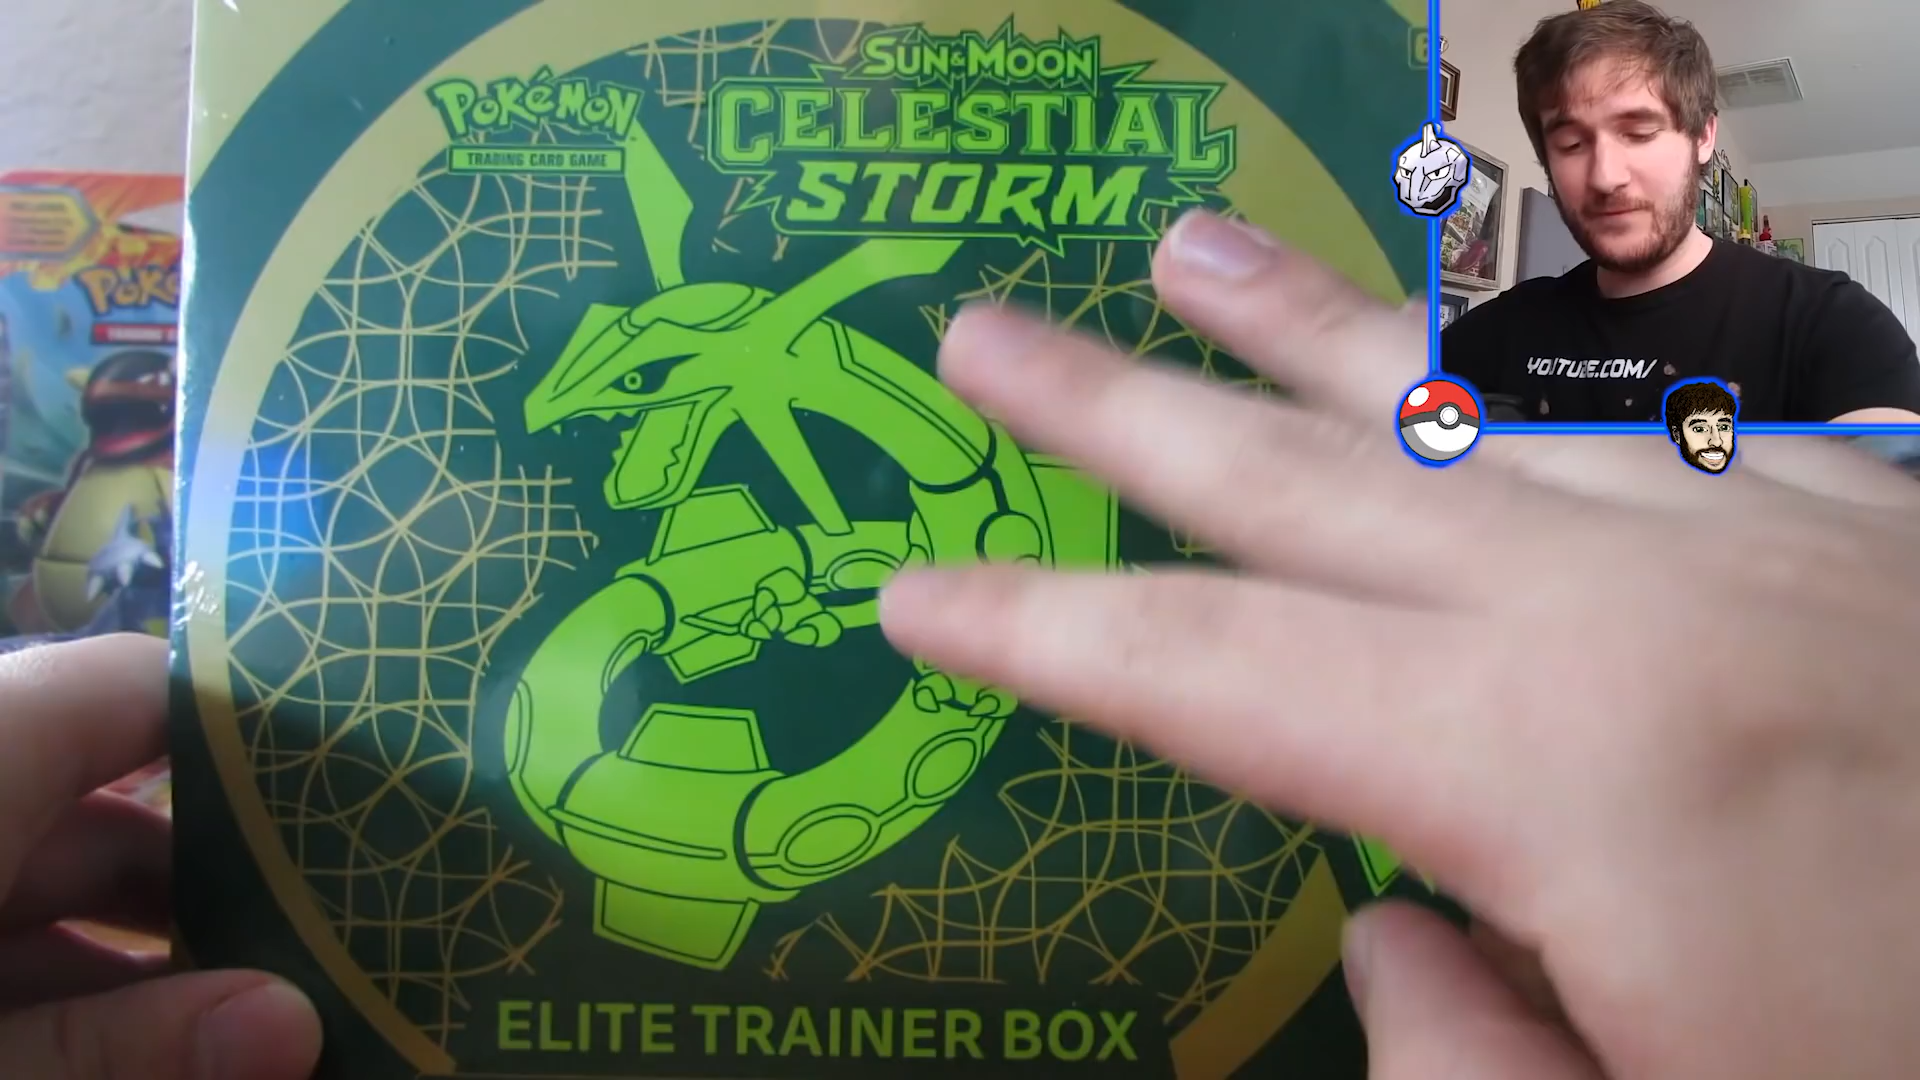 SUN & MOON
POKéMON
CELESTIAL
STORM
TRADING CARD GAME
YOUTUBE.COM/
ELITE TRAINER BOX